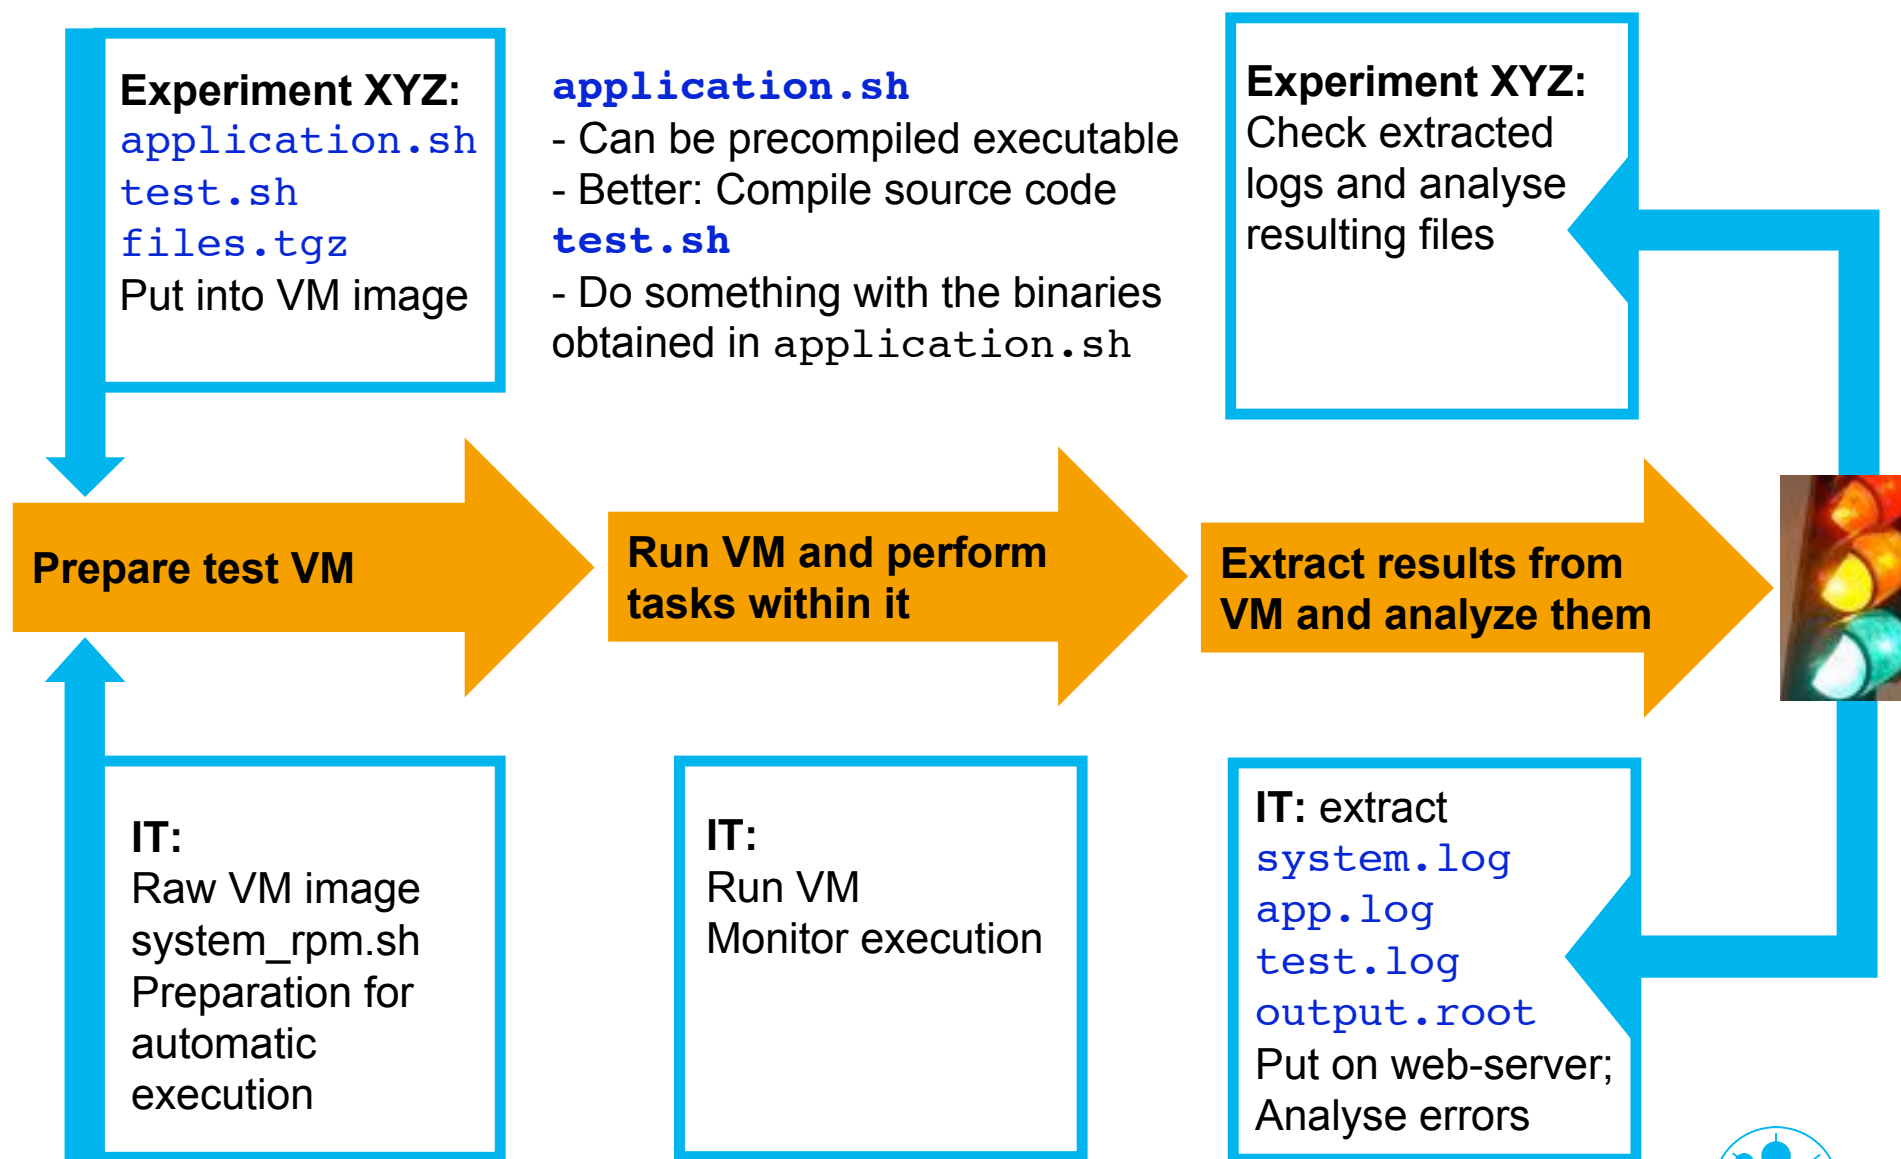 Experiment XYZ:
application.sh
test.sh
files.tgz
Put into VM image
application.sh
- Can be precompiled executable
- Better: Compile source code
test.sh
- Do something with the binaries
obtained in application.sh
Experiment XYZ:
Check extracted
logs and analyse
resulting files
Prepare test VM
Run VM and perform
tasks within it
Extract results from
VM and analyze them
IT:
Raw VM image
system_rpm.sh
Preparation for
automatic
execution
IT:
Run VM
Monitor execution
IT: extract
system.log
app.log
test.log
output.root
Put on web-server;
Analyse errors